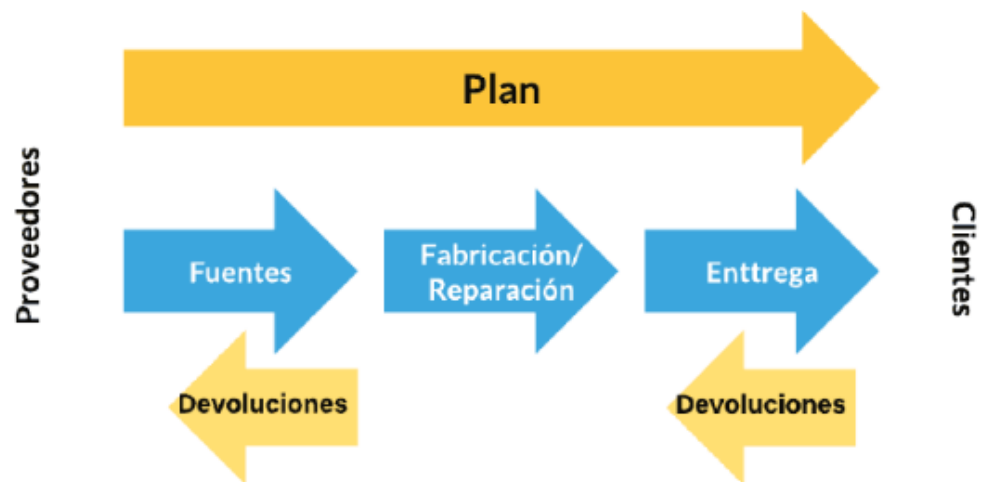 Plan
Proveedores
Clientes
Fuentes
Fabricación/
Reparación
Enttrega
Devoluciones
Devoluciones